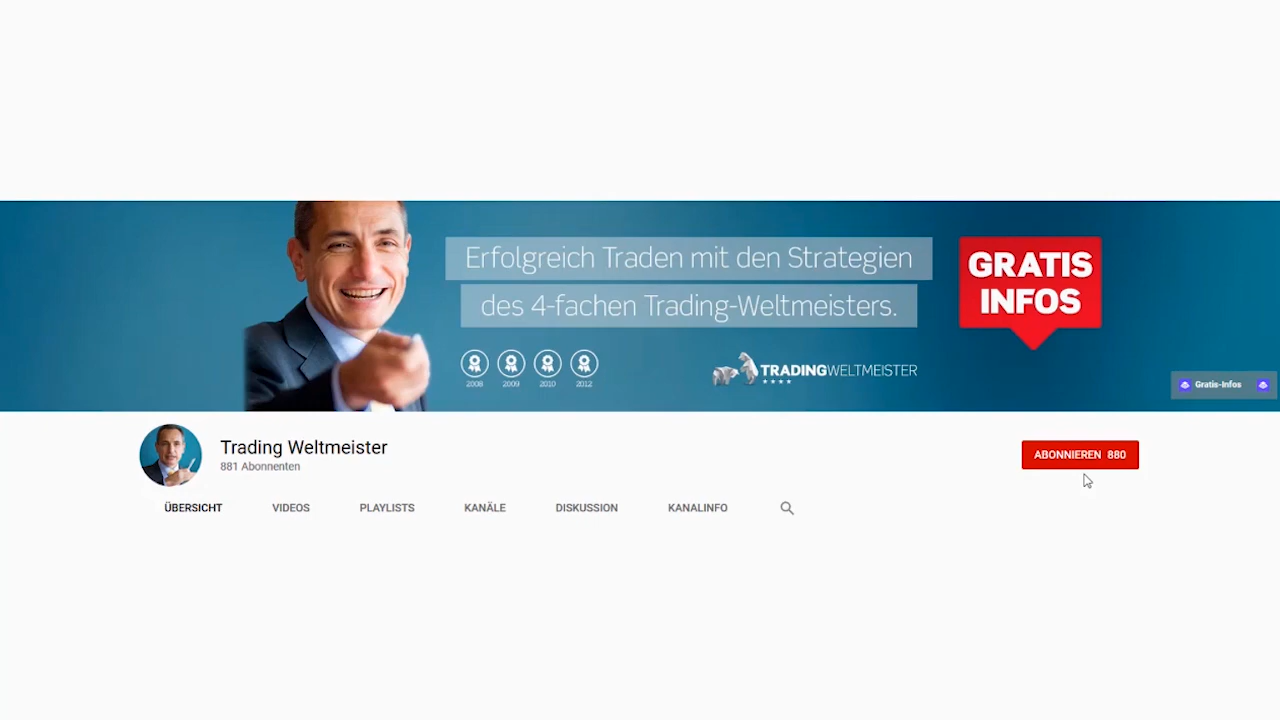 Erfolgreich Traden mit den Strategien
des 4-fachen Trading-Weltmeisters.
GRATIS
INFOS
2008 2009 2010 2012
TRADINGWELTMEISTER
Gratis-Infos
Trading Weltmeister
881 Abonnenten
ABONNIEREN 880
ÜBERSICHT VIDEOS PLAYLISTS KANÄLE DISKUSSION KANALINFO